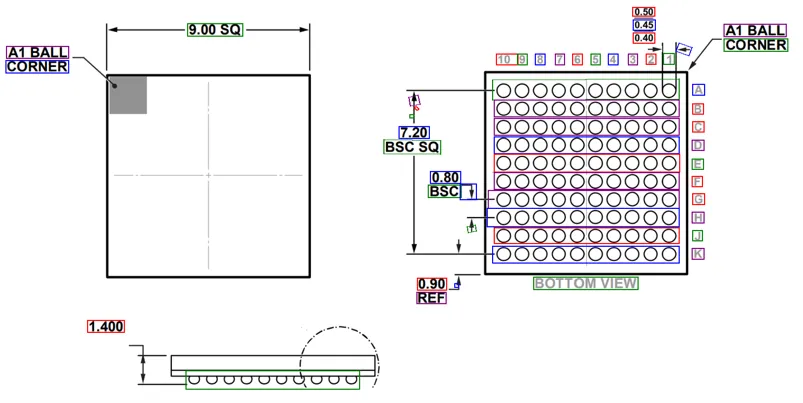 9.00 SQ
A1 BALL
CORNER
0.50
0.45
0.40
A1 BALL
CORNER
10 9 8 7 6 5 4 3 2 1
A
B
C
D
E
F
G
H
J
K
7.20
BSC SQ
0.80
BSC
0.90
REF
BOTTOM VIEW
1.400